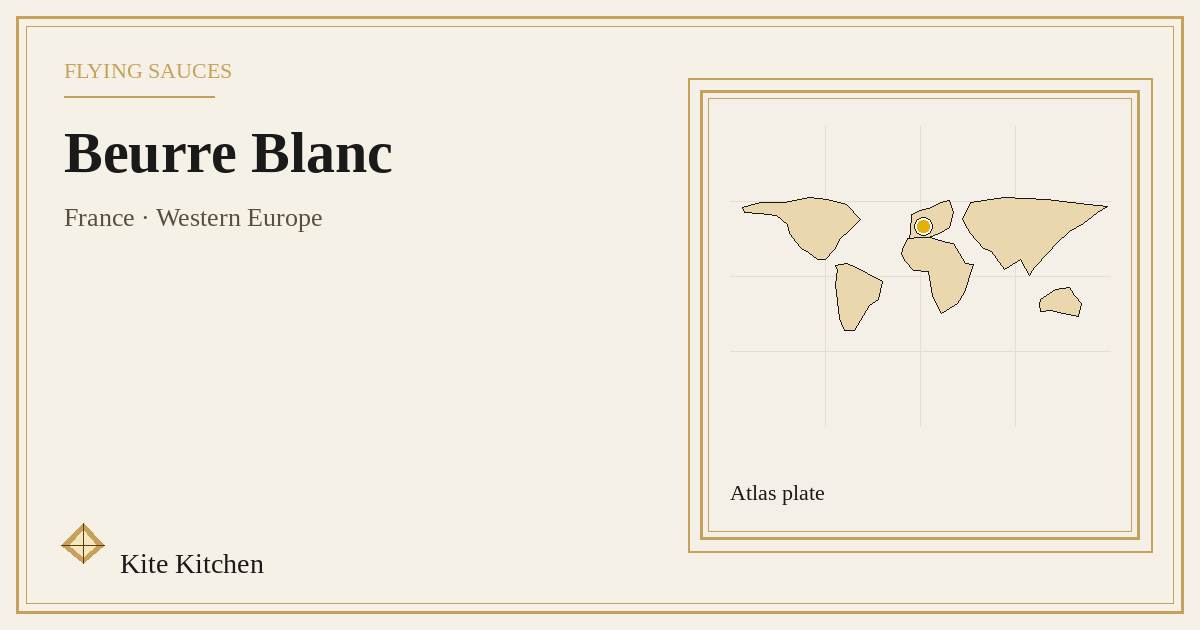 FLYING SAUCES
Beurre Blanc
France · Western Europe
Atlas plate
Kite Kitchen